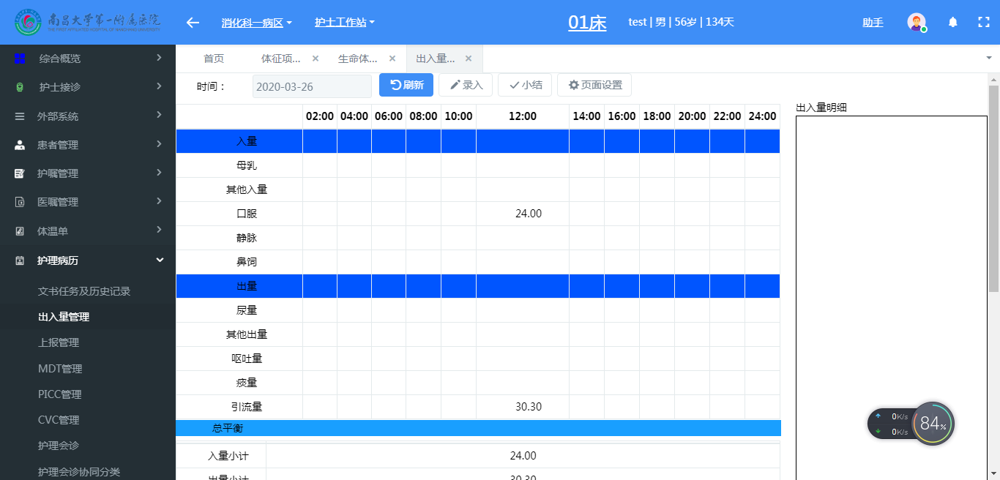 南昌大学第一附属医院
THE FIRST AFFILIATED HOSPITAL OF NANCHANG UNIVERSITY
消化科一病区
护士工作站
01床
test | 男 | 56岁 | 134天
助手
综合概览
护士接诊
外部系统
患者管理
护嘱管理
医嘱管理
体温单
护理病历
文书任务及历史记录
出入量管理
上报管理
MDT管理
PICC管理
CVC管理
护理会诊
护理会诊协同分类
首页 体征项... × 生命体... × 出入量... ×
时间： 2020-03-26 刷新 录入 小结 页面设置
02:00 04:00 06:00 08:00 10:00 12:00 14:00 16:00 18:00 20:00 22:00 24:00
入量
母乳
其他入量
口服 24.00
静脉
鼻饲
出量
尿量
其他出量
呕吐量
痰量
引流量 30.30
总平衡
入量小计 24.00
出量小计 30.30
出入量明细
0K/s
0K/s
84%